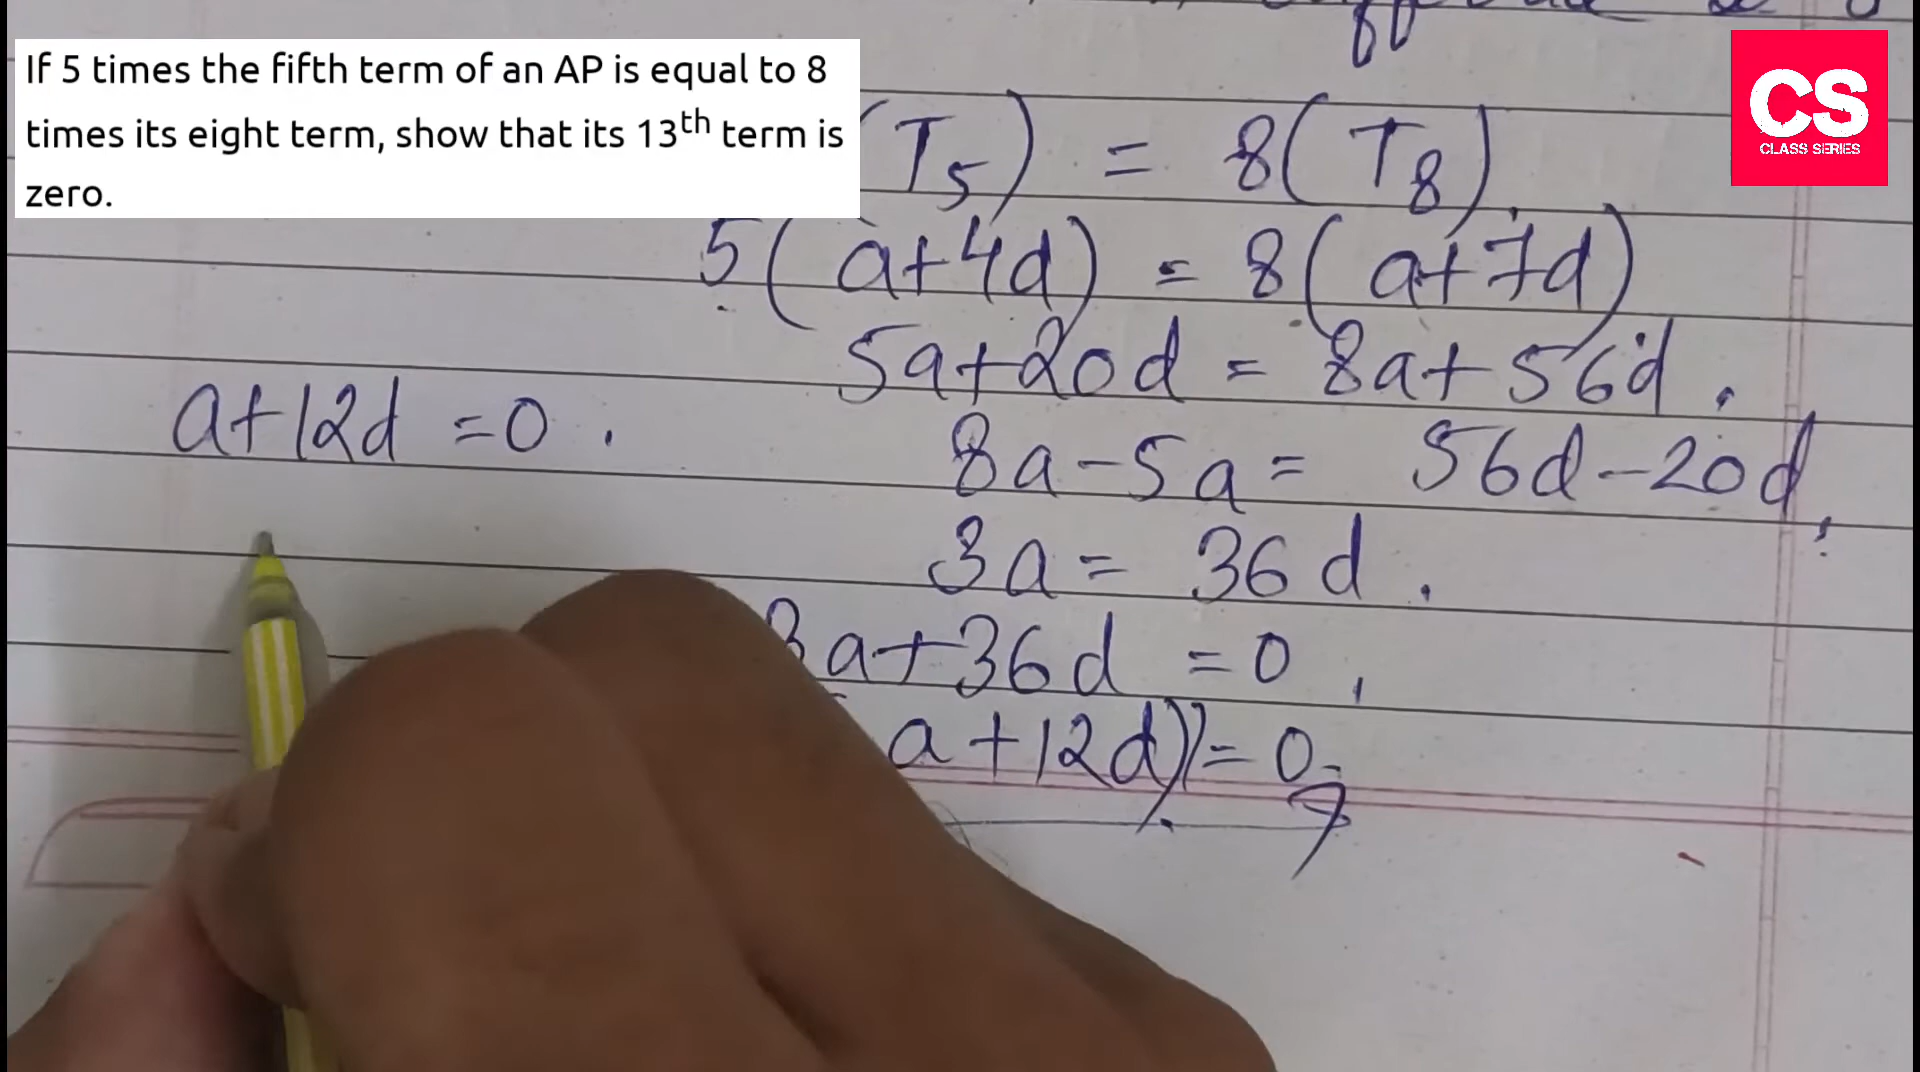 If 5 times the fifth term of an AP is equal to 8
times its eight term, show that its 13th term is
zero.
CS
CLASS SERIES
(T5) = 8(T8).
5(a+4d) = 8(a+7d)
5a+20d = 8a+56d.
8a-5a = 56d-20d,
3a = 36d.
3a+36d = 0,
a+12d) = 0
a+12d = 0.